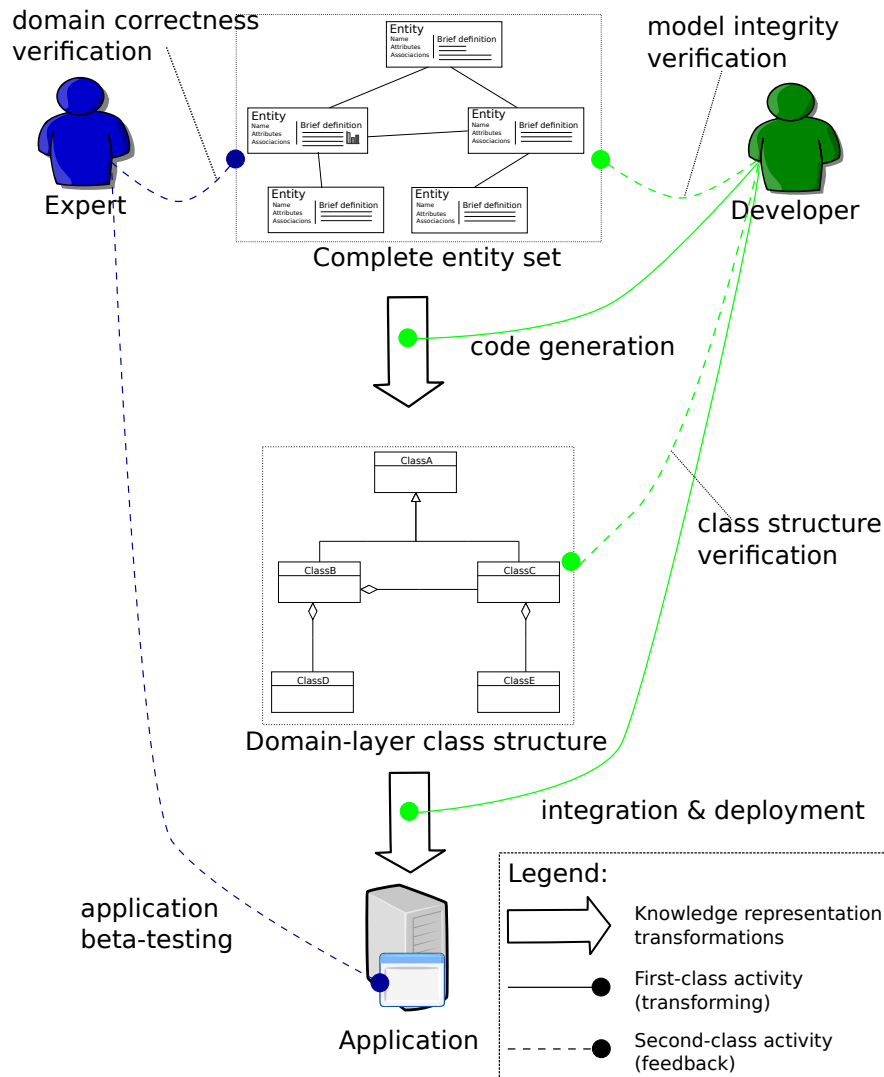 domain correctness
verification
model integrity
verification
Entity
Name
Attributes
Associacions
Brief definition
Entity
Name
Attributes
Associacions
Brief definition
Entity
Name
Attributes
Associacions
Brief definition
Entity
Name
Attributes
Associacions
Brief definition
Entity
Name
Attributes
Associacions
Brief definition
Expert
Developer
Complete entity set
code generation
ClassA
ClassB
ClassC
ClassD
ClassE
class structure
verification
Domain-layer class structure
integration & deployment
application
beta-testing
Application
Legend:
Knowledge representation
transformations
First-class activity
(transforming)
Second-class activity
(feedback)